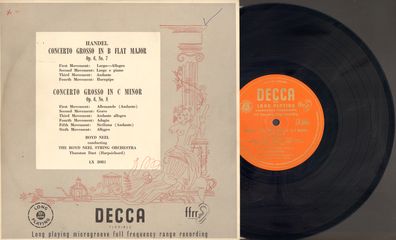 HANDEL
CONCERTO GROSSO IN B FLAT MAJOR
Op. 6, No. 7
First Movement: Largo—Allegro
Second Movement: Largo e piano
Third Movement: Andante
Fourth Movement: Hornpipe
CONCERTO GROSSO IN C MINOR
Op. 6, No. 8
First Movement: Allemande (Andante)
Second Movement: Grave
Third Movement: Andante allegro
Fourth Movement: Adagio
Fifth Movement: Siciliana (Andante)
Sixth Movement: Allegro
BOYD NEEL
conducting
THE BOYD NEEL STRING ORCHESTRA
Thurston Dart (Harpsichord)
LONG
PLAYING
DECCA
ffrr
Long playing microgroove full frequency range recording
DECCA
LONG PLAYING